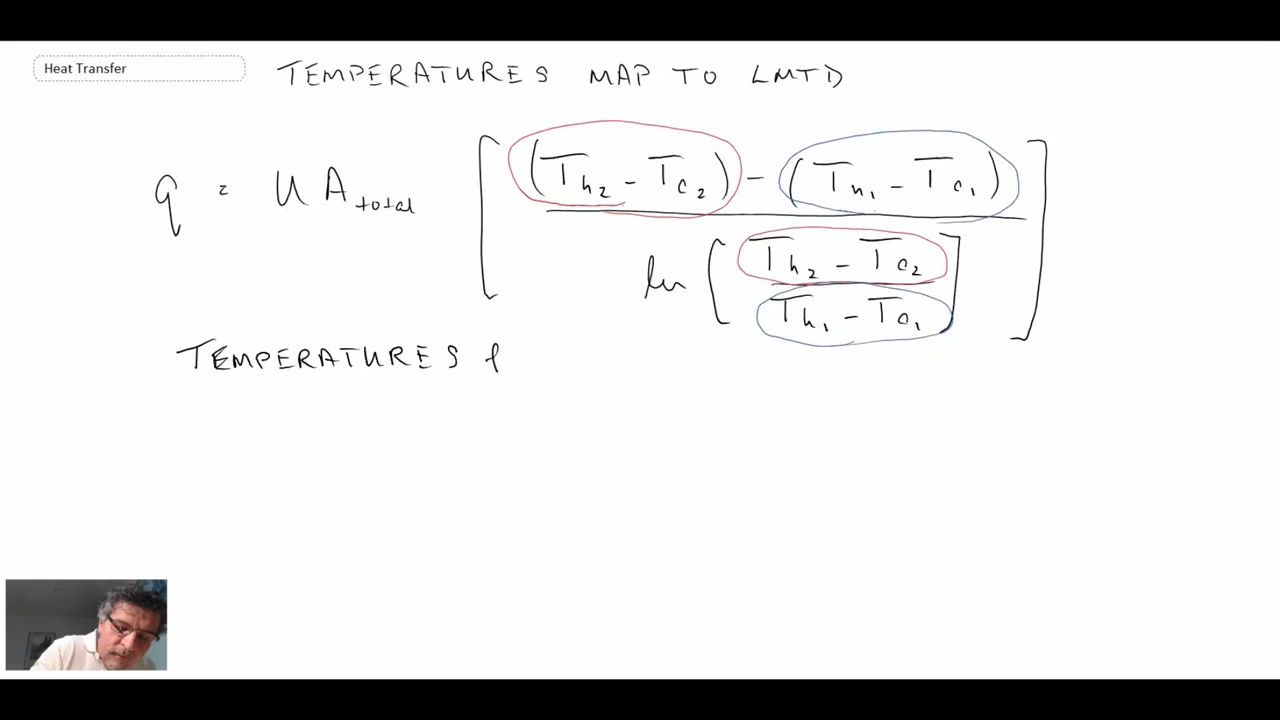 Heat Transfer
TEMPERATURES MAP TO LMTD
q = U A_total [ (T_h2 - T_c2) - (T_h1 - T_c1) / ln [ T_h2 - T_c2 / T_h1 - T_c1 ] ]
TEMPERATURES